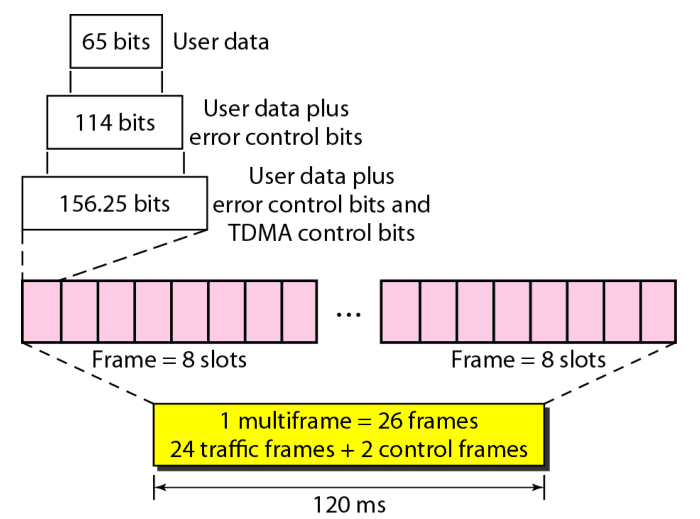 65 bits
User data
114 bits
User data plus
error control bits
156.25 bits
User data plus
error control bits and
TDMA control bits
...
Frame = 8 slots
Frame = 8 slots
1 multiframe = 26 frames
24 traffic frames + 2 control frames
120 ms